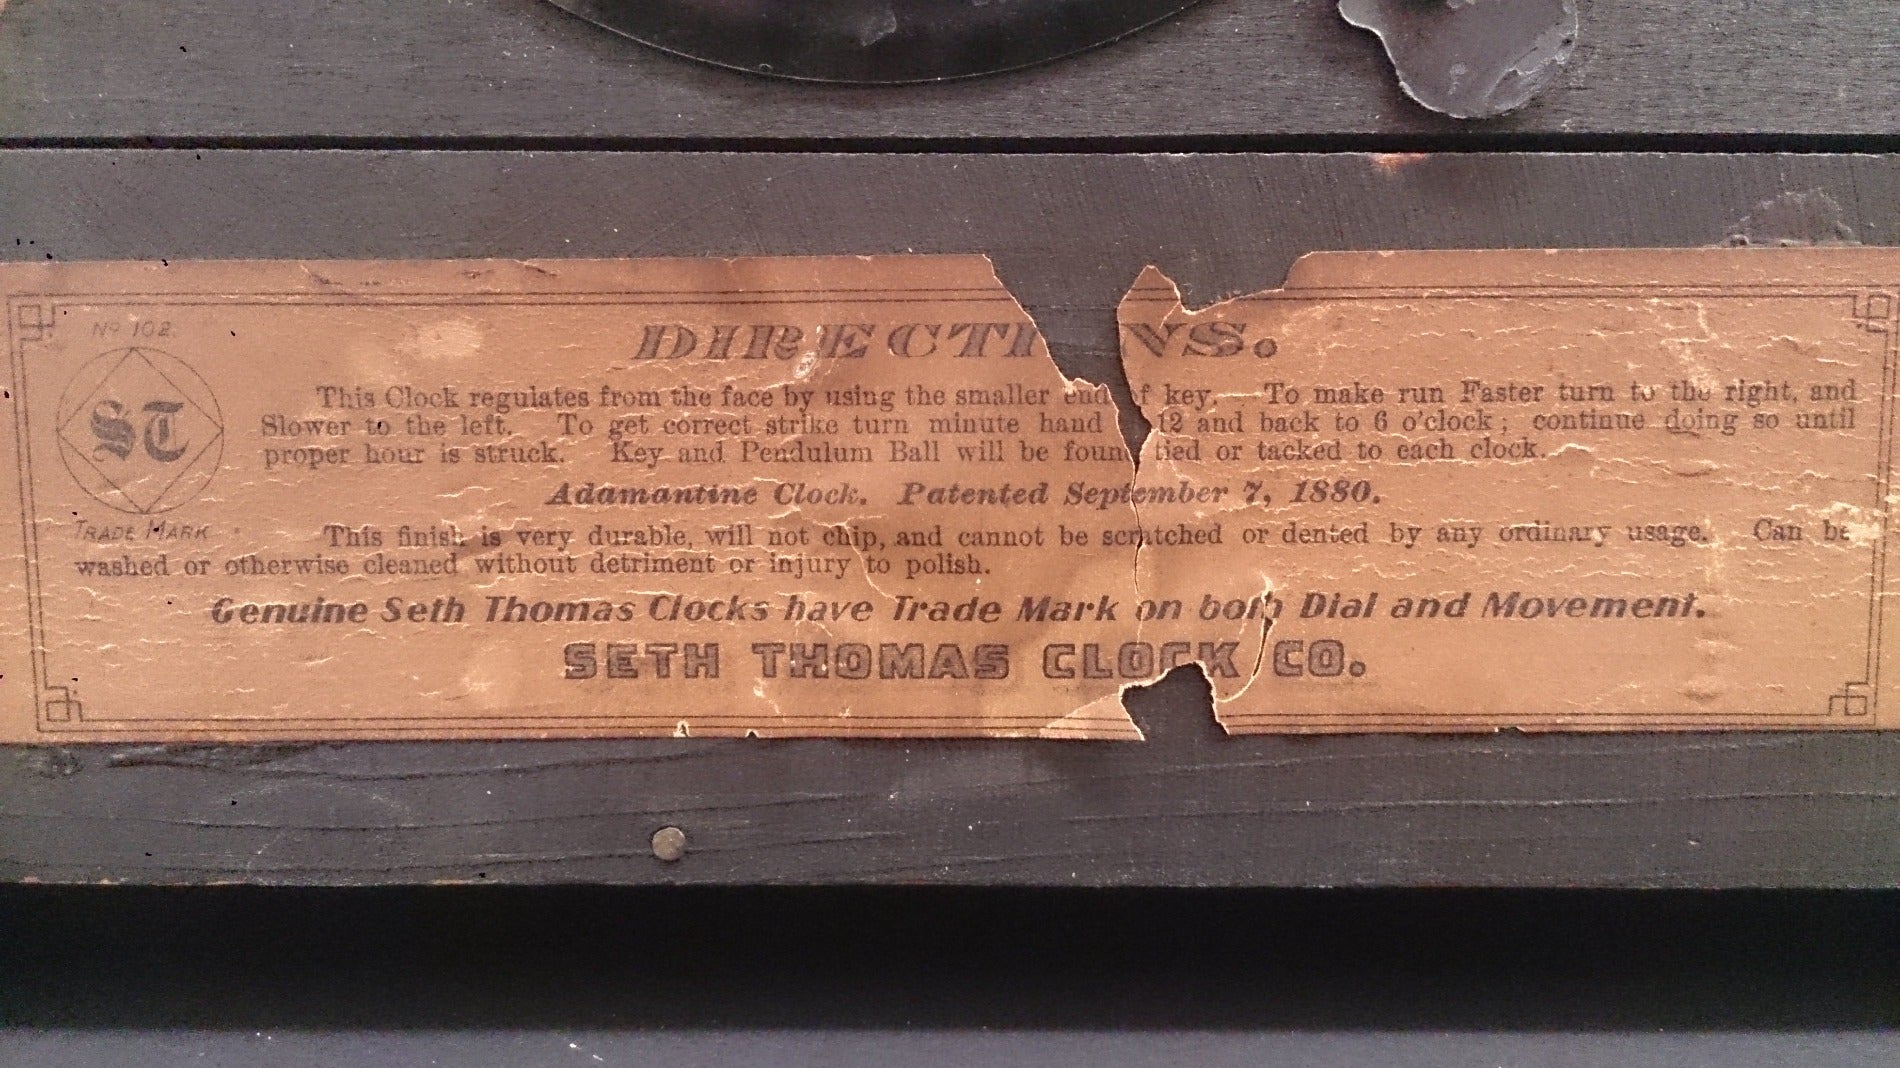 No 102.
DIRECTI NS.
ST
This Clock regulates from the face by using the smaller end of key. To make run Faster turn to the right, and
Slower to the left. To get correct strike turn minute hand 12 and back to 6 o'clock; continue doing so until
proper hour is struck. Key and Pendulum Ball will be foun tied or tacked to each clock.
Adamantine Clock. Patented September 7, 1880.
TRADE MARK
This finish is very durable, will not chip, and cannot be scratched or dented by any ordinary usage. Can be
washed or otherwise cleaned without detriment or injury to polish.
Genuine Seth Thomas Clocks have Trade Mark on both Dial and Movement.
SETH THOMAS CLOCK CO.